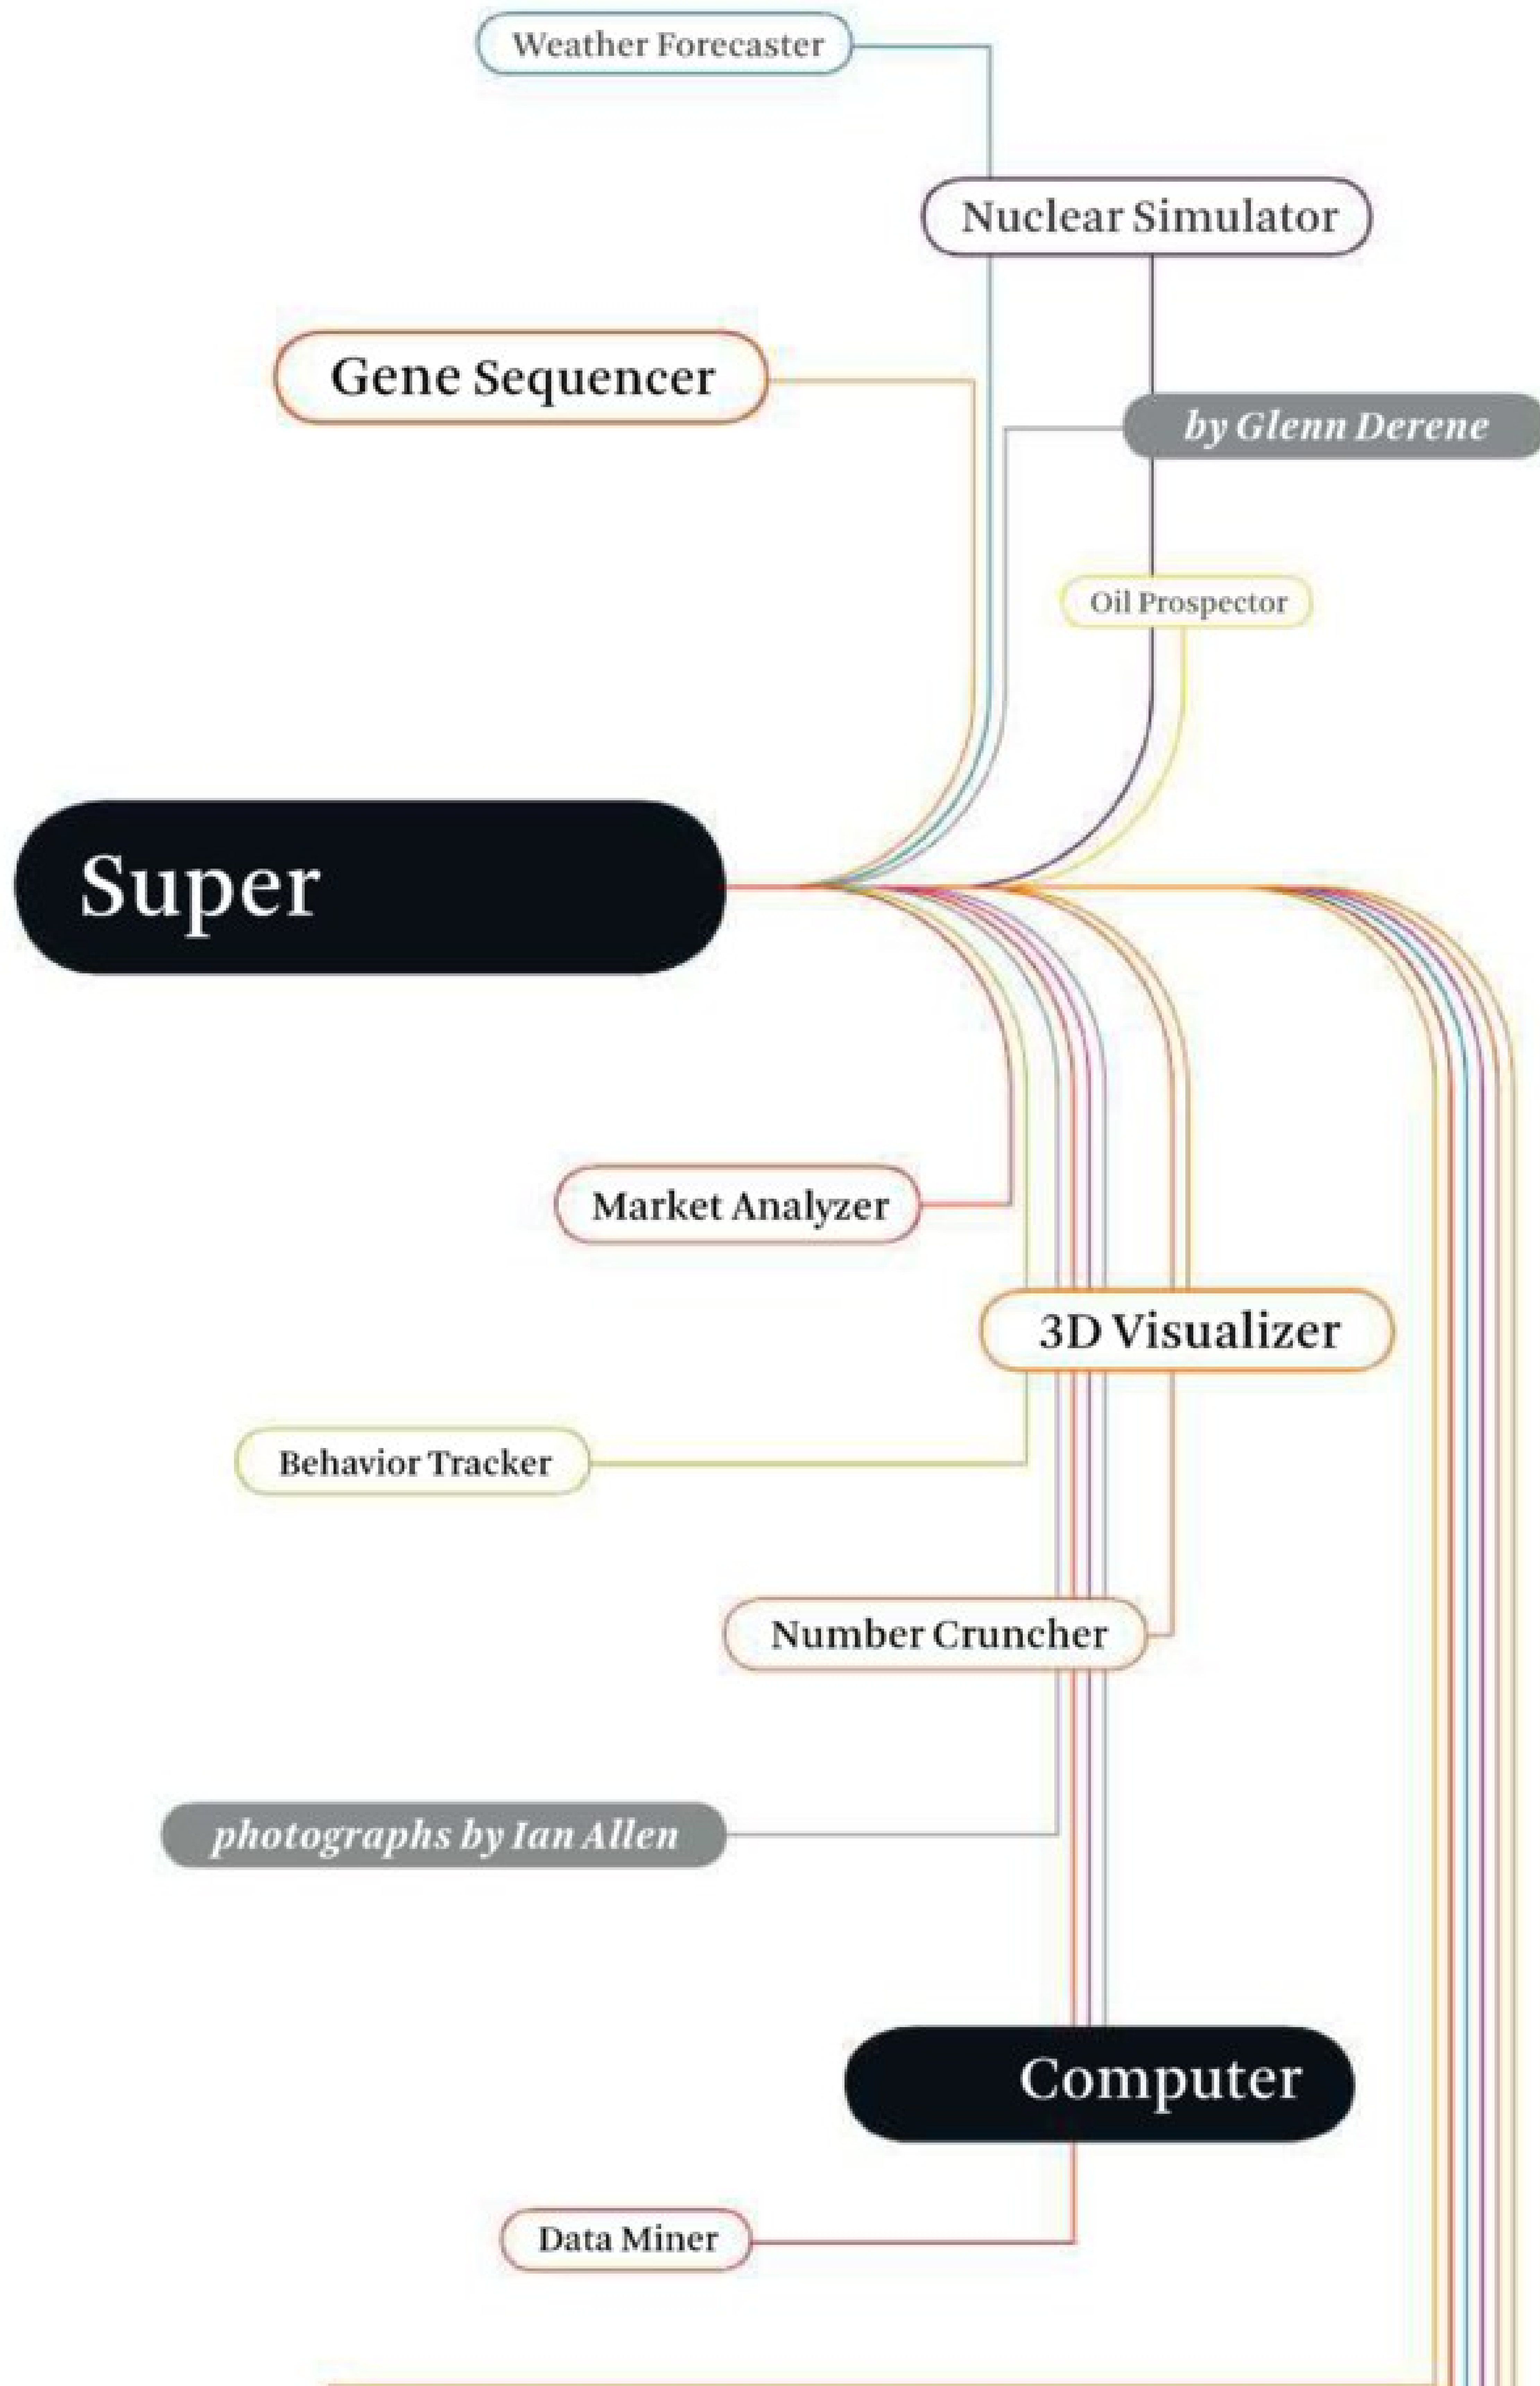 Weather Forecaster
Nuclear Simulator
Gene Sequencer
by Glenn Derene
Oil Prospector
Super
Market Analyzer
3D Visualizer
Behavior Tracker
Number Cruncher
photographs by Ian Allen
Computer
Data Miner